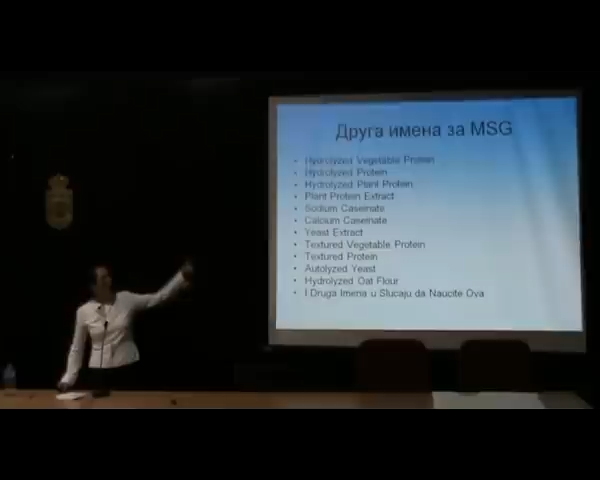 Друга имена за MSG
• Hydrolyzed Vegetable Protein
• Hydrolyzed Protein
• Hydrolyzed Plant Protein
• Plant Protein Extract
• Sodium Caseinate
• Calcium Caseinate
• Yeast Extract
• Textured Vegetable Protein
• Textured Protein
• Autolyzed Yeast
• Hydrolyzed Oat Flour
• I Druga Imena u Slucaju da Naucite Ova